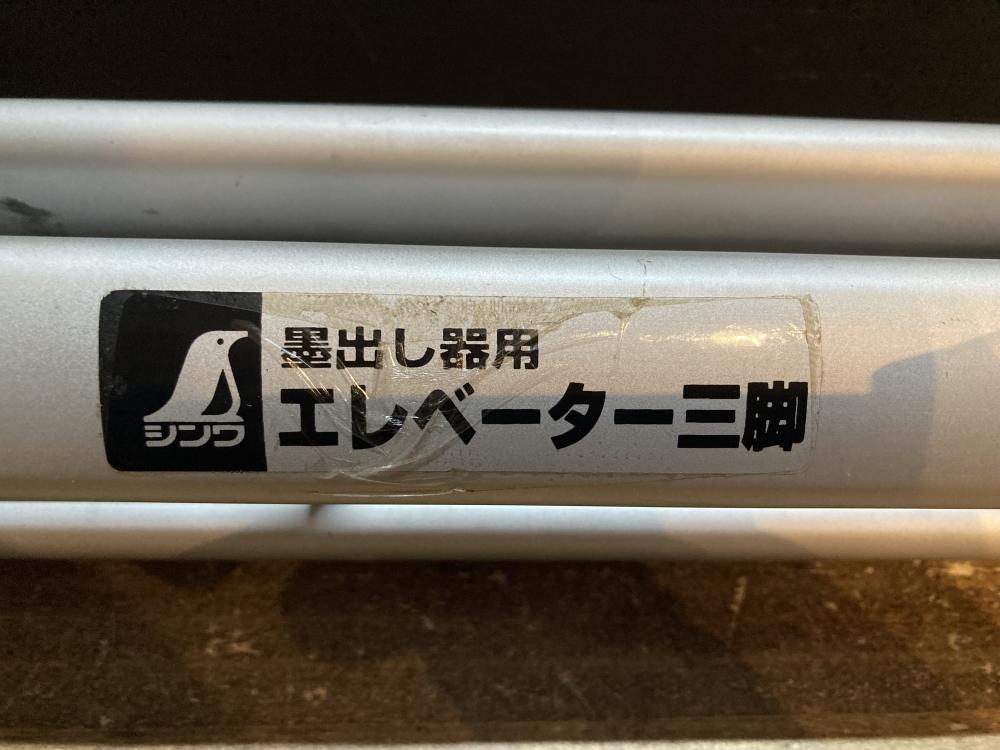 シンワ
墨出し器用
エレベーター三脚